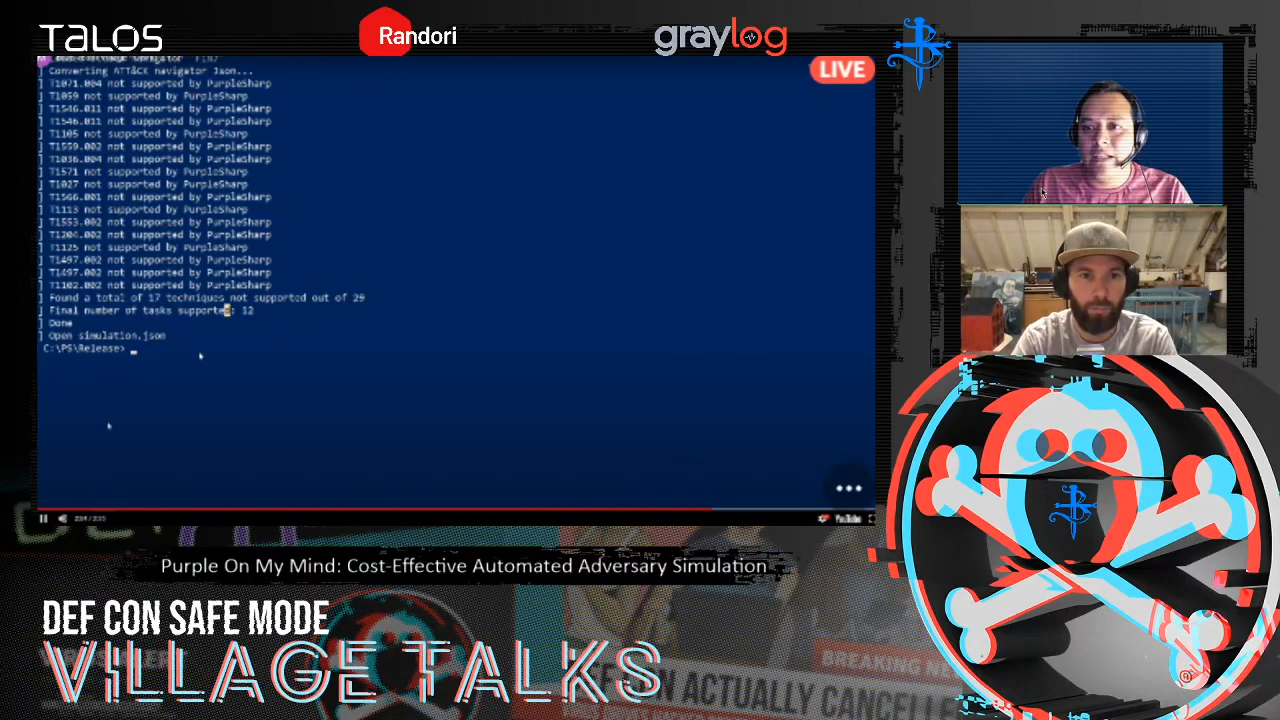 TALOS
Randori
graylog
LIVE
] Converting ATT&CK navigator Json...
] T1071.004 not supported by PurpleSharp
] T1059 not supported by PurpleSharp
] T1546.011 not supported by PurpleSharp
] T1546.011 not supported by PurpleSharp
] T1105 not supported by PurpleSharp
] T1559.002 not supported by PurpleSharp
] T1036.004 not supported by PurpleSharp
] T1571 not supported by PurpleSharp
] T1027 not supported by PurpleSharp
] T1566.001 not supported by PurpleSharp
] T1113 not supported by PurpleSharp
] T1553.002 not supported by PurpleSharp
] T1204.002 not supported by PurpleSharp
] T1125 not supported by PurpleSharp
] T1497.002 not supported by PurpleSharp
] T1497.002 not supported by PurpleSharp
] T1102.002 not supported by PurpleSharp
] Found a total of 17 techniques not supported out of 29
] Final number of tasks supported: 12
] Done
] Open simulation.json
C:\PS\Release>
YouTube
Purple On My Mind: Cost-Effective Automated Adversary Simulation
DEF CON SAFE MODE
VILLAGE TALKS
BREAKING NE
ACTUALLY CANCELLE